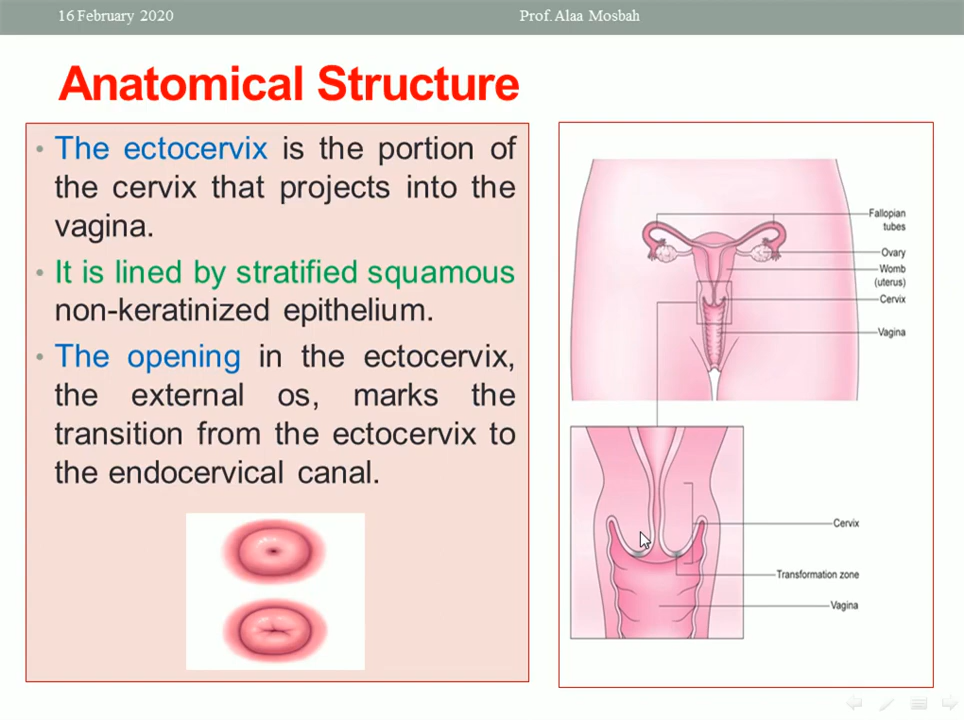 16 February 2020
Prof. Alaa Mosbah
Anatomical Structure
• The ectocervix is the portion of
the cervix that projects into the
vagina.
• It is lined by stratified squamous
non-keratinized epithelium.
• The opening in the ectocervix,
the external os, marks the
transition from the ectocervix to
the endocervical canal.
Fallopian
tubes
Ovary
Womb
(uterus)
Cervix
Vagina
Cervix
Transformation zone
Vagina